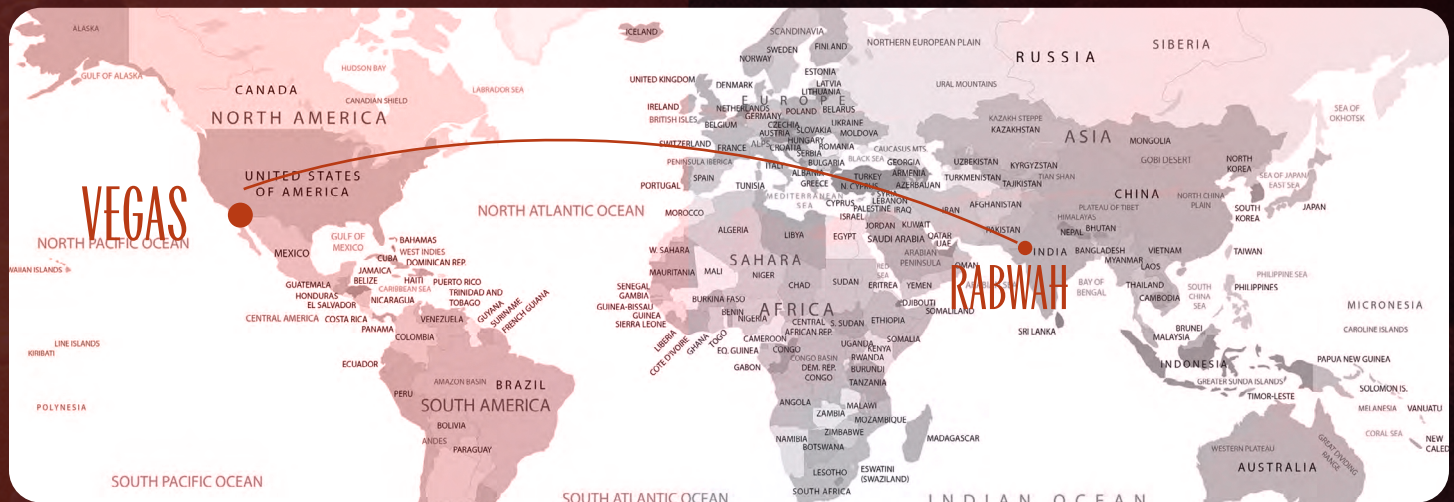 ALASKA
GULF OF ALASKA
HUDSON BAY
CANADA
CANADIAN SHIELD
LABRADOR SEA
NORTH AMERICA
UNITED STATES
OF AMERICA
VEGAS
NORTH PACIFIC OCEAN
WAIIAN ISLANDS
GULF OF
MEXICO
MEXICO
BAHAMAS
WEST INDIES
CUBA
DOMINICAN REP.
JAMAICA
BELIZE
HAITI
PUERTO RICO
GUATEMALA
CARIBBEAN SEA
HONDURAS
NICARAGUA
TRINIDAD AND
TOBAGO
EL SALVADOR
CENTRAL AMERICA
COSTA RICA
PANAMA
VENEZUELA
GUYANA
SURINAME
FRENCH GUIANA
COLOMBIA
ECUADOR
LINE ISLANDS
KIRIBATI
POLYNESIA
AMAZON BASIN
BRAZIL
PERU
SOUTH AMERICA
BOLIVIA
ANDES
PARAGUAY
SOUTH PACIFIC OCEAN
NORTH ATLANTIC OCEAN
SOUTH ATLANTIC OCEAN
ICELAND
SCANDINAVIA
SWEDEN
FINLAND
NORWAY
NORTHERN EUROPEAN PLAIN
RUSSIA
SIBERIA
UNITED KINGDOM
DENMARK
ESTONIA
LATVIA
LITHUANIA
URAL MOUNTAINS
IRELAND
BRITISH ISLES
EUROPE
NETHERLANDS
GERMANY
POLAND
BELARUS
BELGIUM
CZECHIA
UKRAINE
AUSTRIA
SLOVAKIA
HUNGARY
MOLDOVA
SWITZERLAND
FRANCE
ALPS
CROATIA
ROMANIA
SERBIA
PENINSULA IBERICA
ITALY
BULGARIA
BLACK SEA
CAUCASUS MTS.
GEORGIA
PORTUGAL
SPAIN
ALBANIA
GREECE
TURKEY
ARMENIA
AZERBAIJAN
TUNISIA
N. CYPRUS
SYRIA
MEDITERRANEAN
SEA
CYPRUS
LEBANON
PALESTINE
IRAQ
ISRAEL
IRAN
MOROCCO
ALGERIA
LIBYA
EGYPT
JORDAN
KUWAIT
SAUDI ARABIA
QATAR
UAE
W. SAHARA
SAHARA
ARABIAN
PENINSULA
OMAN
MAURITANIA
MALI
NIGER
RED
SEA
CHAD
SUDAN
ERITREA
YEMEN
SENEGAL
GAMBIA
GUINEA-BISSAU
GUINEA
SIERRA LEONE
BURKINA FASO
BENIN
NIGERIA
AFRICA
DJIBOUTI
SOMALILAND
LIBERIA
COTE D'IVOIRE
GHANA
TOGO
CENTRAL
AFRICAN REP.
S. SUDAN
ETHIOPIA
CAMEROON
EQ. GUINEA
CONGO
UGANDA
KENYA
SOMALIA
GABON
CONGO BASIN
DEM. REP.
CONGO
RWANDA
BURUNDI
TANZANIA
ANGOLA
ZAMBIA
MALAWI
MOZAMBIQUE
ZIMBABWE
NAMIBIA
BOTSWANA
MADAGASCAR
LESOTHO
ESWATINI
(SWAZILAND)
SOUTH AFRICA
KAZAKH STEPPE
KAZAKHSTAN
ASIA
MONGOLIA
GOBI DESERT
UZBEKISTAN
KYRGYZSTAN
TURKMENISTAN
TIAN SHAN
TAJIKISTAN
NORTH
KOREA
SEA OF
OKHOTSK
SEA OF JAPAN/
EAST SEA
CHINA
NORTH CHINA
PLAIN
AFGHANISTAN
PLATEAU OF TIBET
HIMALAYAS
SOUTH
KOREA
JAPAN
PAKISTAN
NEPAL
BHUTAN
INDIA
BANGLADESH
MYANMAR
VIETNAM
LAOS
TAIWAN
RABWAH
BAY OF
BENGAL
THAILAND
CAMBODIA
SOUTH
CHINA
SEA
PHILIPPINE SEA
PHILIPPINES
SRI LANKA
MICRONESIA
BRUNEI
MALAYSIA
CAROLINE ISLANDS
INDONESIA
GREATER SUNDA ISLANDS
TIMOR-LESTE
PAPUA NEW GUINEA
SOLOMON IS.
MELANESIA
VANUATU
CORAL SEA
NEW
CALED
WESTERN PLATEAU
GREAT DIVIDING
RANGE
AUSTRALIA
INDIAN OCEAN